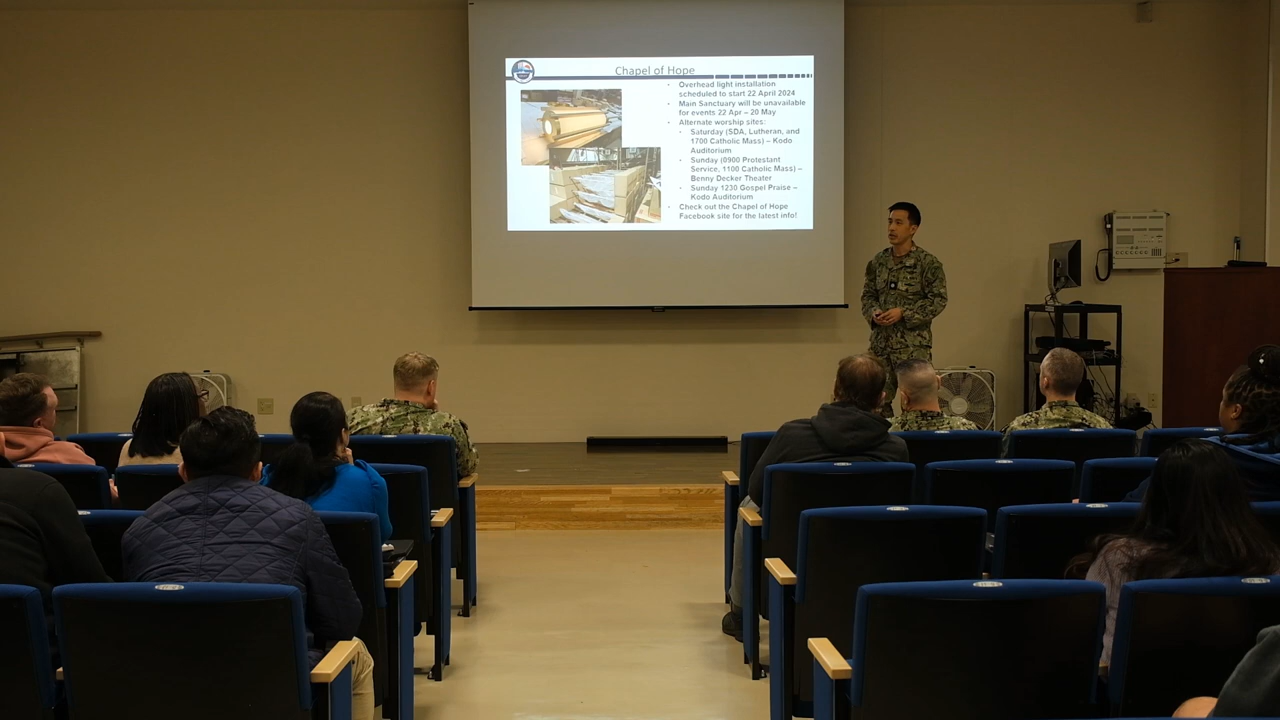 Chapel of Hope
• Overhead light installation
scheduled to start 22 April 2024
• Main Sanctuary will be unavailable
for events 22 Apr – 20 May
• Alternate worship sites:
• Saturday (SDA, Lutheran, and
1700 Catholic Mass) – Kodo
Auditorium
• Sunday (0900 Protestant
Service, 1100 Catholic Mass) –
Benny Decker Theater
• Sunday 1230 Gospel Praise –
Kodo Auditorium
• Check out the Chapel of Hope
Facebook site for the latest info!